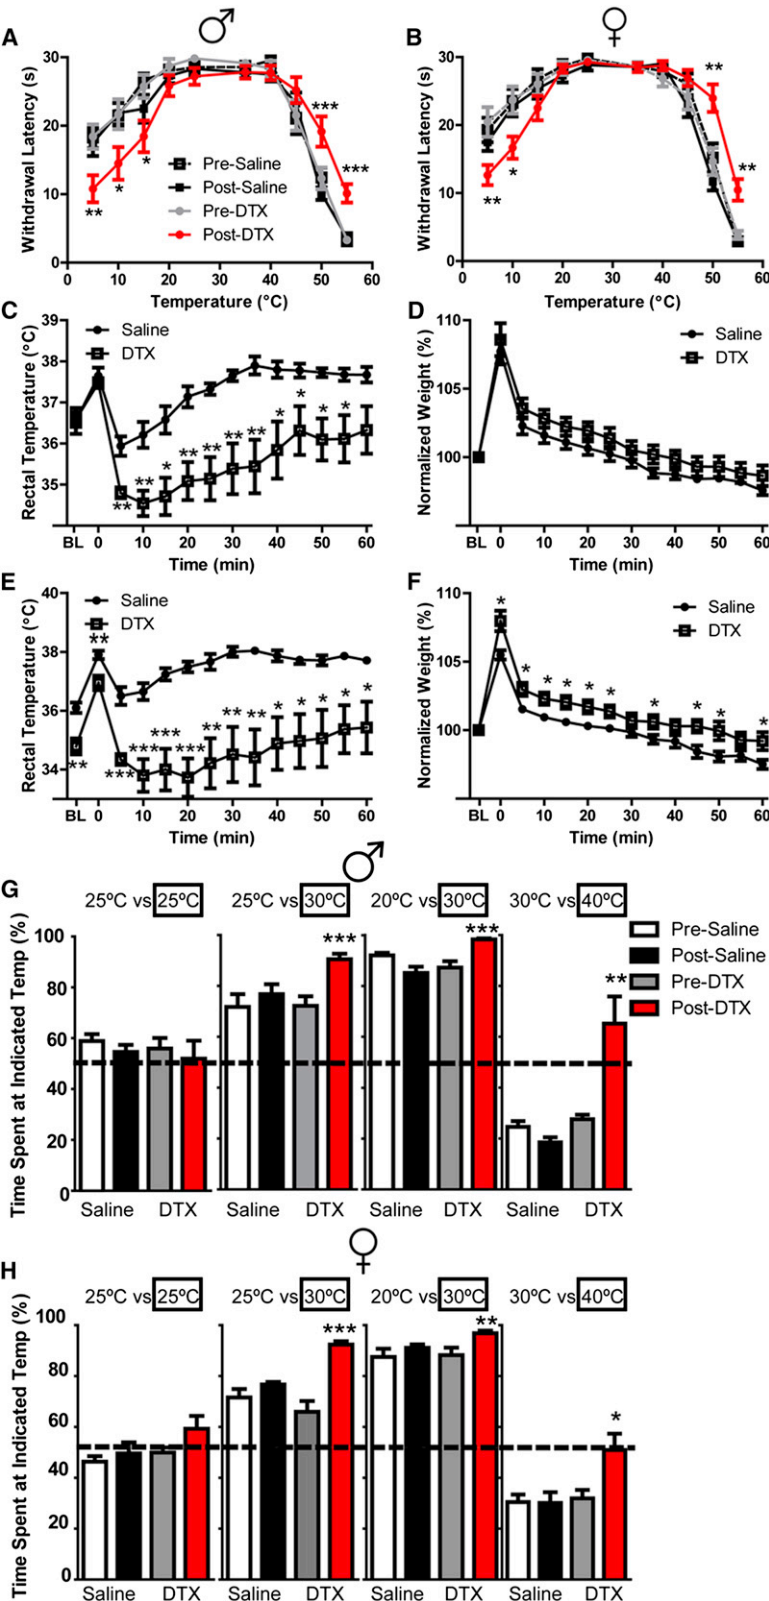 A
♂
Withdrawal Latency (s)
30
20
10
0
** * * *** ***
Pre-Saline
Post-Saline
Pre-DTX
Post-DTX
0 10 20 30 40 50 60
Temperature (°C)
B
♀
Withdrawal Latency (s)
30
20
10
0
** * ** **
0 10 20 30 40 50 60
Temperature (°C)
C
Rectal Temperature (°C)
39
38
37
36
35
Saline
DTX
** ** * ** ** ** ** * * * *
BL 0 10 20 30 40 50 60
Time (min)
D
Normalized Weight (%)
110
105
100
Saline
DTX
BL 0 10 20 30 40 50 60
Time (min)
E
Rectal Temperature (°C)
40
38
36
34
Saline
DTX
** ** *** *** *** *** ** ** ** * * * * *
BL 0 10 20 30 40 50 60
Time (min)
F
Normalized Weight (%)
110
105
100
Saline
DTX
* * * * * * * * * *
BL 0 10 20 30 40 50 60
Time (min)
♂
G
25ºC vs 25ºC
25ºC vs 30ºC
20ºC vs 30ºC
30ºC vs 40ºC
Time Spent at Indicated Temp (%)
100
80
60
40
20
0
*** *** **
Pre-Saline
Post-Saline
Pre-DTX
Post-DTX
Saline DTX Saline DTX Saline DTX Saline DTX
♀
H
25ºC vs 25ºC
25ºC vs 30ºC
20ºC vs 30ºC
30ºC vs 40ºC
Time Spent at Indicated Temp (%)
100
80
60
40
20
0
*** ** *
Saline DTX Saline DTX Saline DTX Saline DTX